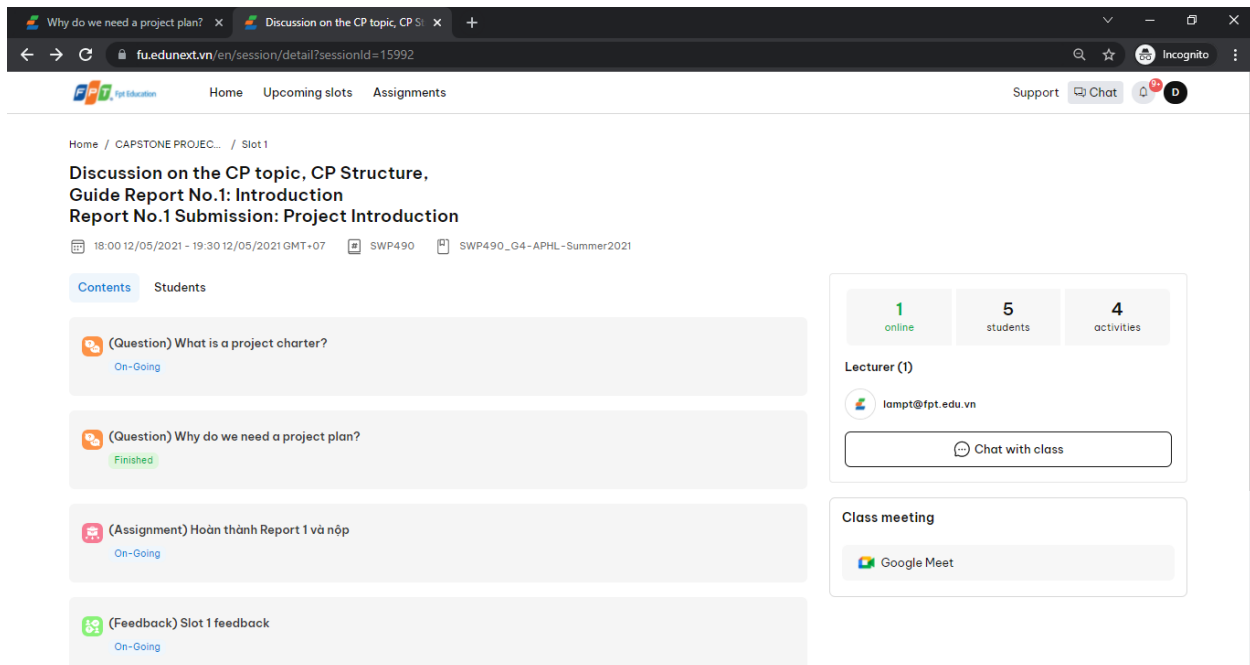 Why do we need a project plan?
Discussion on the CP topic, CP St
fu.edunext.vn/en/session/detail?sessionId=15992
Incognito
FPT Fpt Education
Home
Upcoming slots
Assignments
Support
Chat
9+
D
Home / CAPSTONE PROJEC... / Slot 1
Discussion on the CP topic, CP Structure,
Guide Report No.1: Introduction
Report No.1 Submission: Project Introduction
18:00 12/05/2021 - 19:30 12/05/2021 GMT+07
# SWP490
SWP490_G4-APHL-Summer2021
Contents
Students
(Question) What is a project charter?
On-Going
(Question) Why do we need a project plan?
Finished
(Assignment) Hoàn thành Report 1 và nộp
On-Going
(Feedback) Slot 1 feedback
On-Going
1
online
5
students
4
activities
Lecturer (1)
lampt@fpt.edu.vn
Chat with class
Class meeting
Google Meet